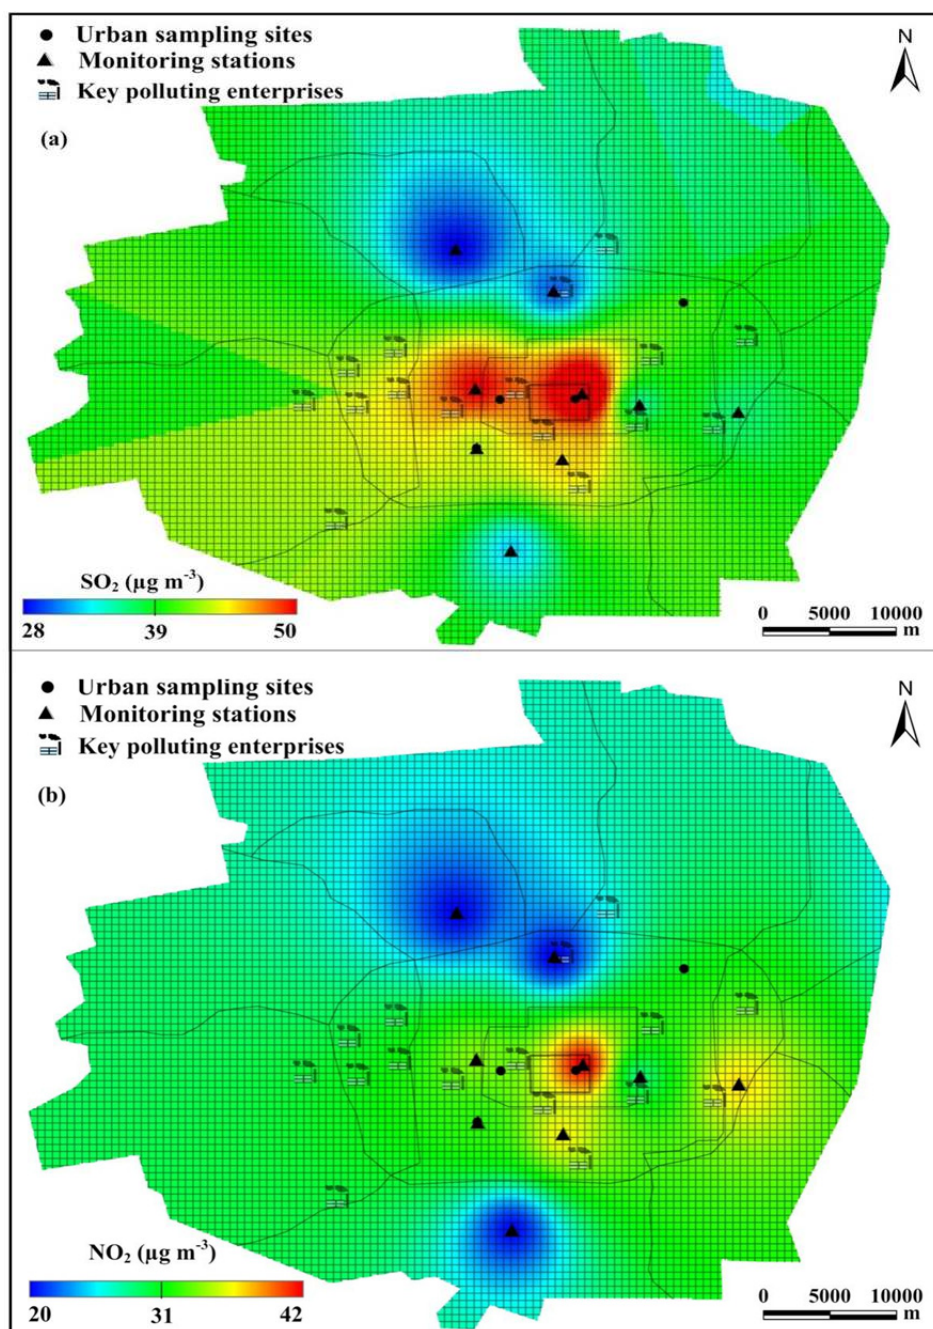 Urban sampling sites
Monitoring stations
Key polluting enterprises
N
(a)
SO₂ (µg m⁻³)
28 39 50
0 5000 10000
m
Urban sampling sites
Monitoring stations
Key polluting enterprises
N
(b)
NO₂ (µg m⁻³)
20 31 42
0 5000 10000
m